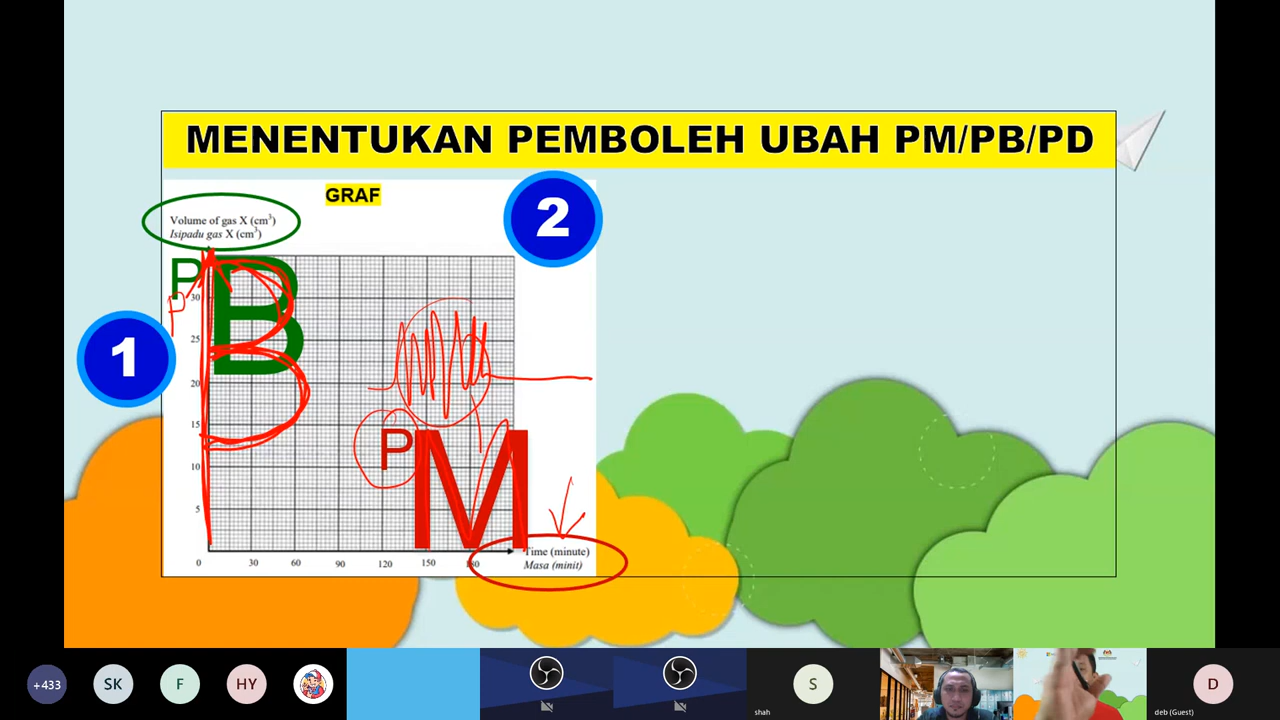 MENENTUKAN PEMBOLEH UBAH PM/PB/PD
GRAF
2
Volume of gas X (cm³)
Isipadu gas X (cm³)
PB
P
30
25
1
20
15
PM
10
5
Time (minute)
Masa (minit)
0 30 60 90 120 150 180
+433 SK F HY S D
shah
deb (Guest)